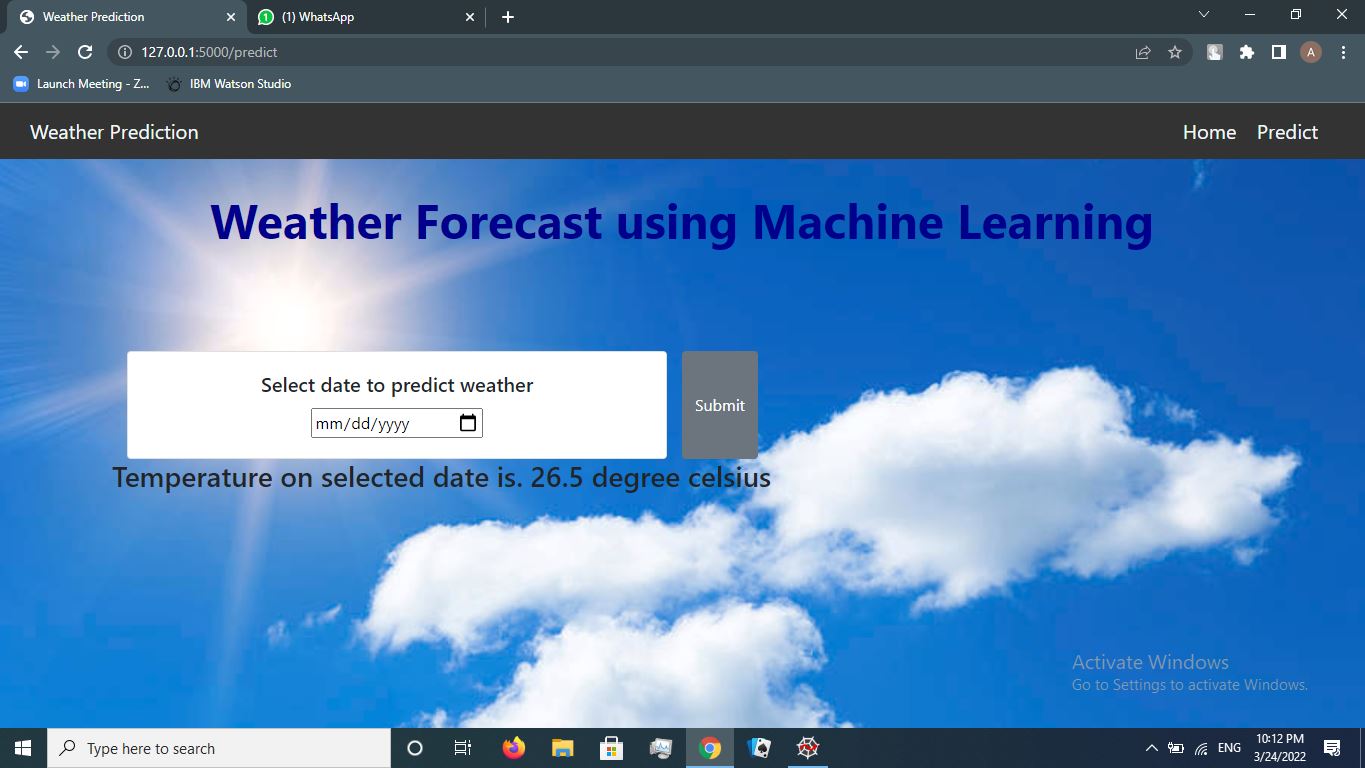 Weather Prediction
(1) WhatsApp
127.0.0.1:5000/predict
A
Launch Meeting - Z...
IBM Watson Studio
Weather Prediction
Home
Predict
Weather Forecast using Machine Learning
Select date to predict weather
mm/dd/yyyy
Submit
Temperature on selected date is. 26.5 degree celsius
Activate Windows
Go to Settings to activate Windows.
Type here to search
ENG
10:12 PM
3/24/2022